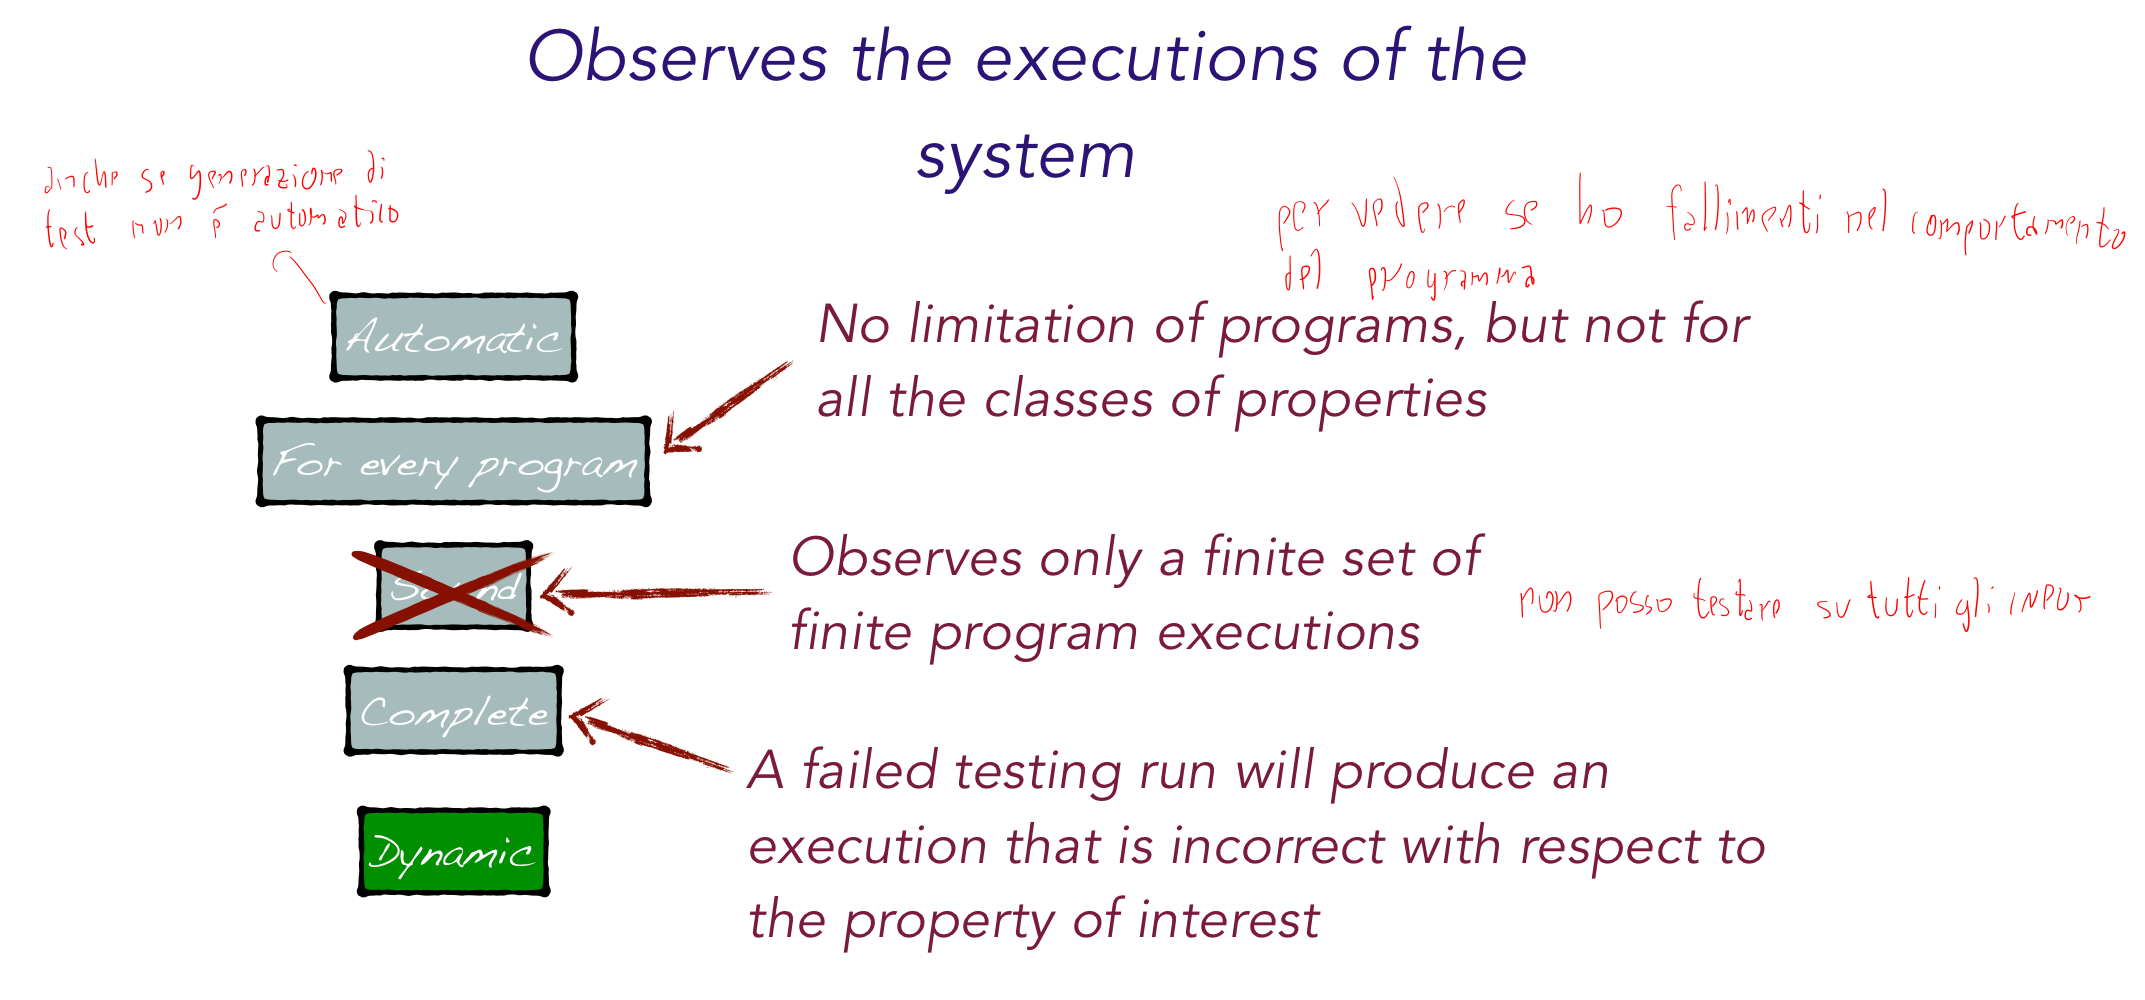 Observes the executions of the
system
anche se generazione di
test non è automatico
per vedere se ho fallimenti nel comportamento
del programma
Automatic
No limitation of programs, but not for
all the classes of properties
For every program
Sound
Observes only a finite set of
finite program executions
non posso testare su tutti gli INPUT
Complete
A failed testing run will produce an
execution that is incorrect with respect to
the property of interest
Dynamic